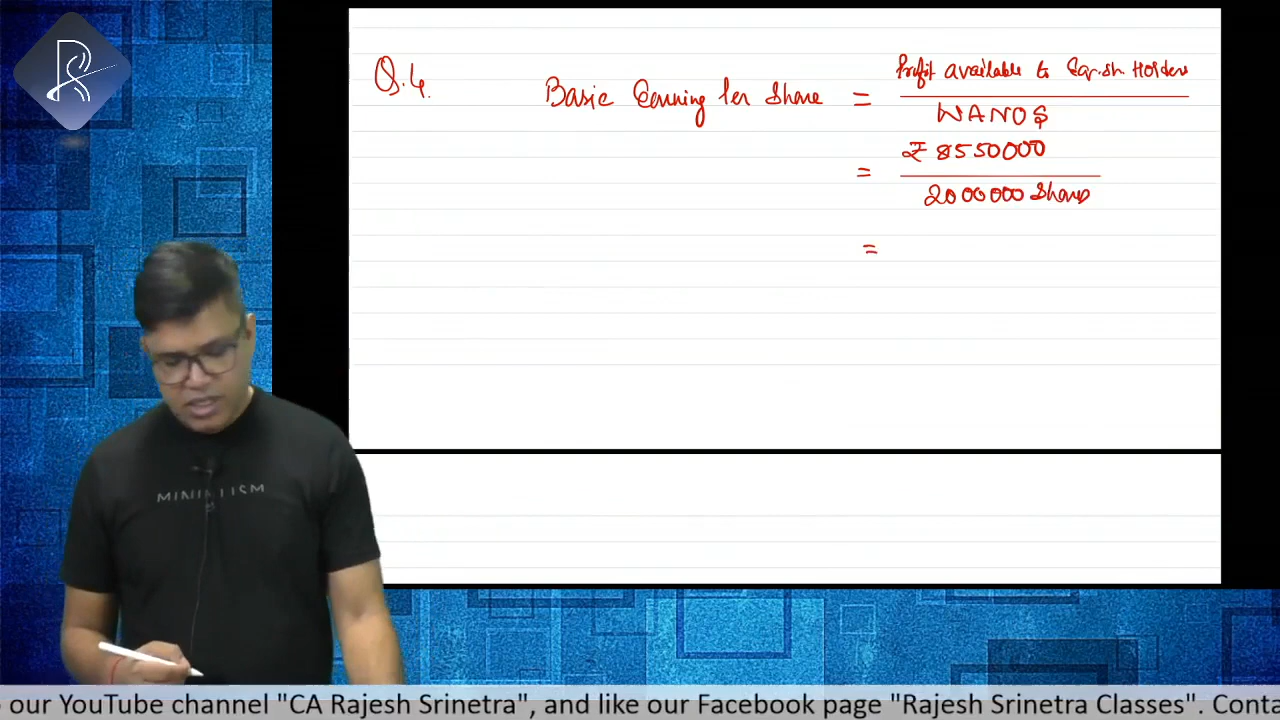 Q.4. Basic Earning Per Share = Profit available to Eq. sh. Holders
WANOS
= ₹ 8550000
2000000 Shares
=
MINIMALISM
our YouTube channel "CA Rajesh Srinetra", and like our Facebook page "Rajesh Srinetra Classes". Conta